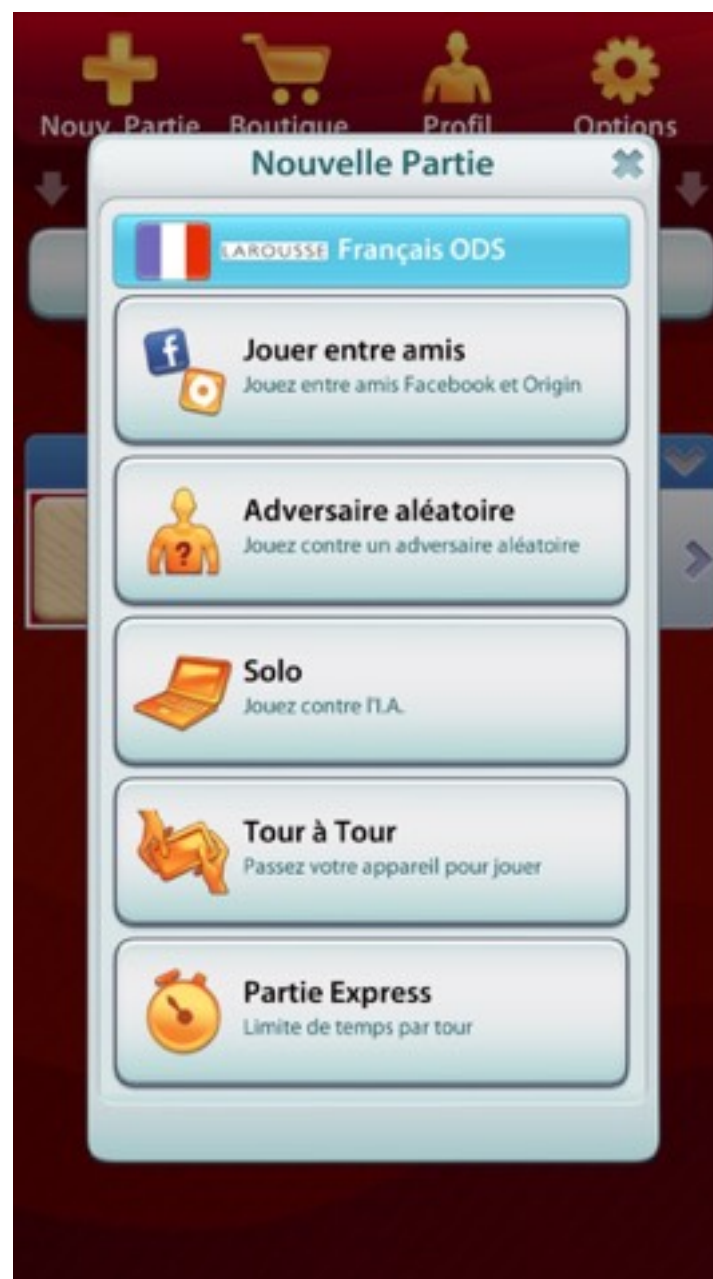 Nouv. Partie Boutique Profil Options
Nouvelle Partie
LAROUSSE Français ODS
Jouer entre amis
Jouez entre amis Facebook et Origin
Adversaire aléatoire
Jouez contre un adversaire aléatoire
Solo
Jouez contre l'I.A.
Tour à Tour
Passez votre appareil pour jouer
Partie Express
Limite de temps par tour